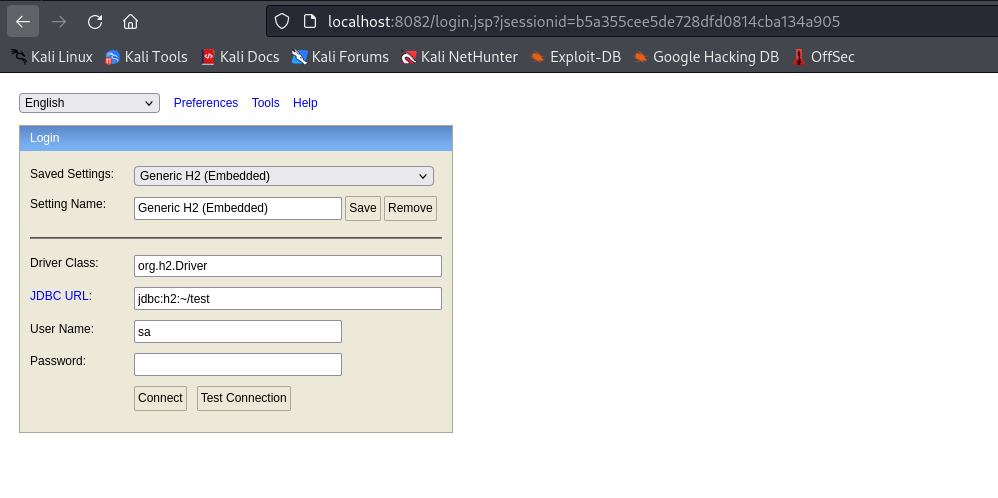 localhost:8082/login.jsp?jsessionid=b5a355cee5de728dfd0814cba134a905
Kali Linux Kali Tools Kali Docs Kali Forums Kali NetHunter Exploit-DB Google Hacking DB OffSec
English Preferences Tools Help
Login
Saved Settings: Generic H2 (Embedded)
Setting Name: Generic H2 (Embedded) Save Remove
Driver Class: org.h2.Driver
JDBC URL: jdbc:h2:~/test
User Name: sa
Password:
Connect Test Connection